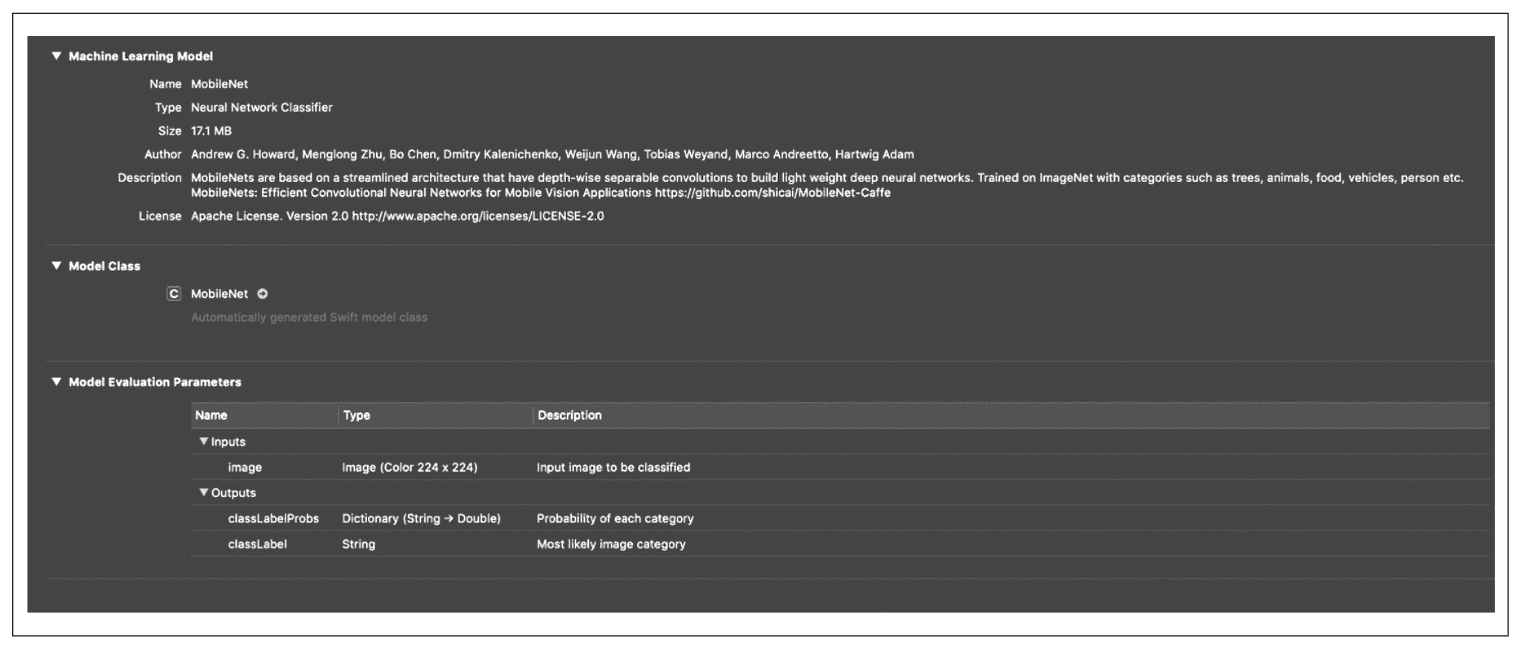 Machine Learning Model
Name MobileNet
Type Neural Network Classifier
Size 17.1 MB
Author Andrew G. Howard, Menglong Zhu, Bo Chen, Dmitry Kalenichenko, Weijun Wang, Tobias Weyand, Marco Andreetto, Hartwig Adam
Description MobileNets are based on a streamlined architecture that have depth-wise separable convolutions to build light weight deep neural networks. Trained on ImageNet with categories such as trees, animals, food, vehicles, person etc.
MobileNets: Efficient Convolutional Neural Networks for Mobile Vision Applications https://github.com/shicai/MobileNet-Caffe
License Apache License. Version 2.0 http://www.apache.org/licenses/LICENSE-2.0
Model Class
C MobileNet
Automatically generated Swift model class
Model Evaluation Parameters
Name Type Description
Inputs
image Image (Color 224 x 224) Input image to be classified
Outputs
classLabelProbs Dictionary (String → Double) Probability of each category
classLabel String Most likely image category